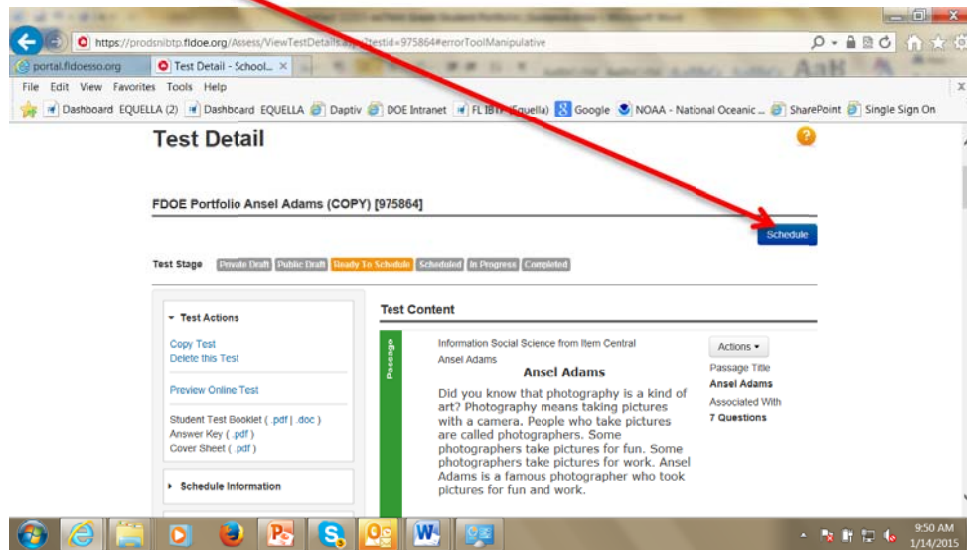 https://prodsnibtp.fldoe.org/Assess/ViewTestDetails.asp?testid=975864#errorToolManipulative
portal.fldoesso.org Test Detail - School...
File Edit View Favorites Tools Help
Dashboard EQUELLA (2) Dashboard EQUELLA Daptiv DOE Intranet FL IBTP (Equella) Google NOAA - National Oceanic ... SharePoint Single Sign On
Test Detail
FDOE Portfolio Ansel Adams (COPY) [975864]
Schedule
Test Stage Private Draft Public Draft Ready To Schedule Scheduled In Progress Completed
Test Actions
Copy Test
Delete this Test
Preview Online Test
Student Test Booklet ( .pdf | .doc )
Answer Key ( .pdf )
Cover Sheet ( .pdf )
Schedule Information
Test Content
Passage
Information Social Science from Item Central
Ansel Adams
Ansel Adams
Did you know that photography is a kind of
art? Photography means taking pictures
with a camera. People who take pictures
are called photographers. Some
photographers take pictures for fun. Some
photographers take pictures for work. Ansel
Adams is a famous photographer who took
pictures for fun and work.
Actions
Passage Title
Ansel Adams
Associated With
7 Questions
9:50 AM
1/14/2015